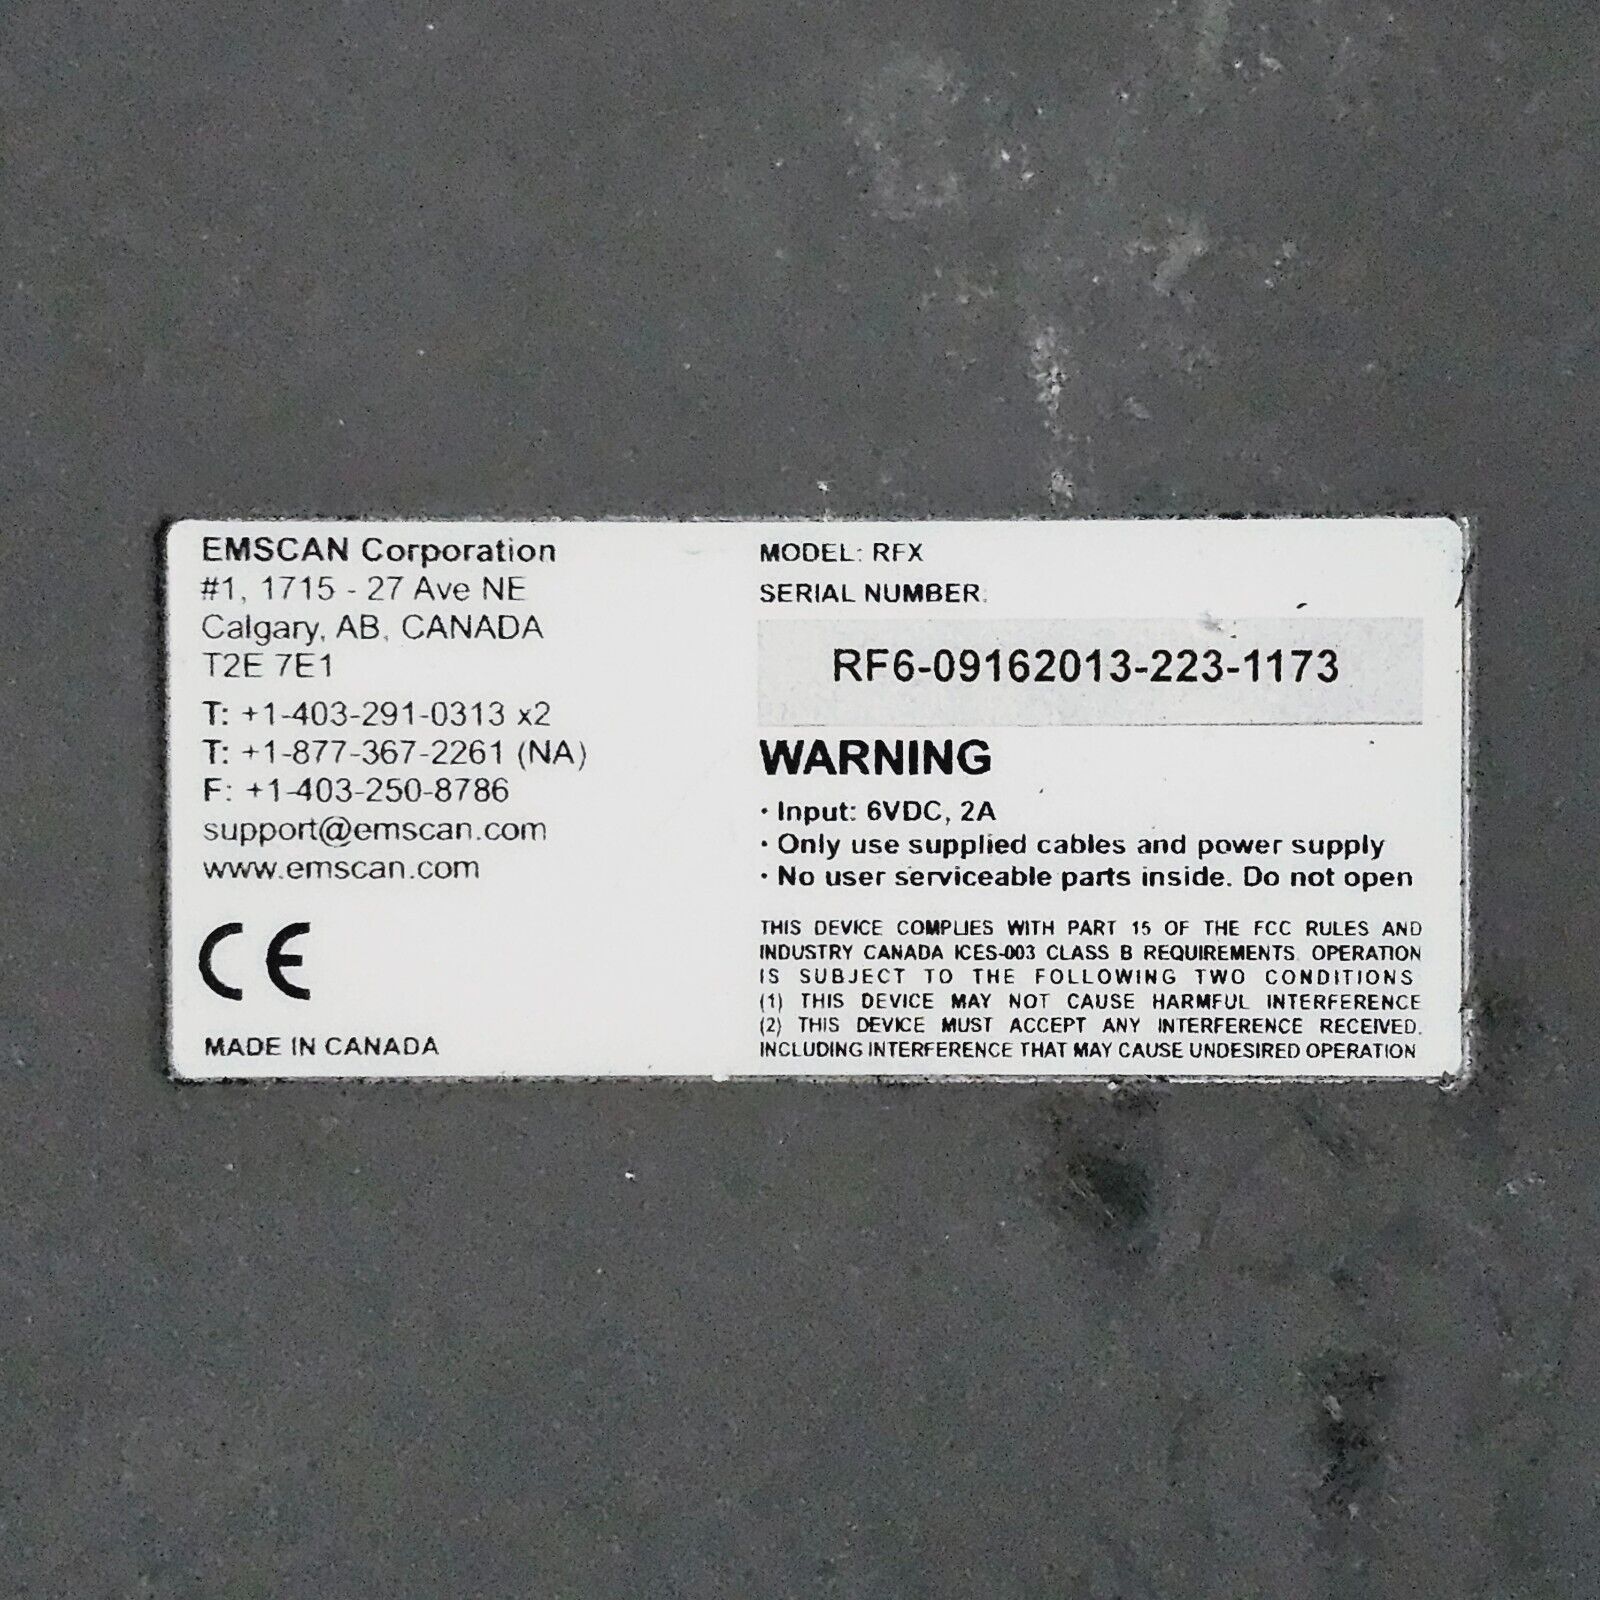 EMSCAN Corporation
#1, 1715 - 27 Ave NE
Calgary, AB, CANADA
T2E 7E1
T: +1-403-291-0313 x2
T: +1-877-367-2261 (NA)
F: +1-403-250-8786
support@emscan.com
www.emscan.com
CE
MADE IN CANADA
MODEL: RFX
SERIAL NUMBER:
RF6-09162013-223-1173
WARNING
· Input: 6VDC, 2A
· Only use supplied cables and power supply
· No user serviceable parts inside. Do not open
THIS DEVICE COMPLIES WITH PART 15 OF THE FCC RULES AND
INDUSTRY CANADA ICES-003 CLASS B REQUIREMENTS. OPERATION
IS SUBJECT TO THE FOLLOWING TWO CONDITIONS
(1) THIS DEVICE MAY NOT CAUSE HARMFUL INTERFERENCE
(2) THIS DEVICE MUST ACCEPT ANY INTERFERENCE RECEIVED,
INCLUDING INTERFERENCE THAT MAY CAUSE UNDESIRED OPERATION